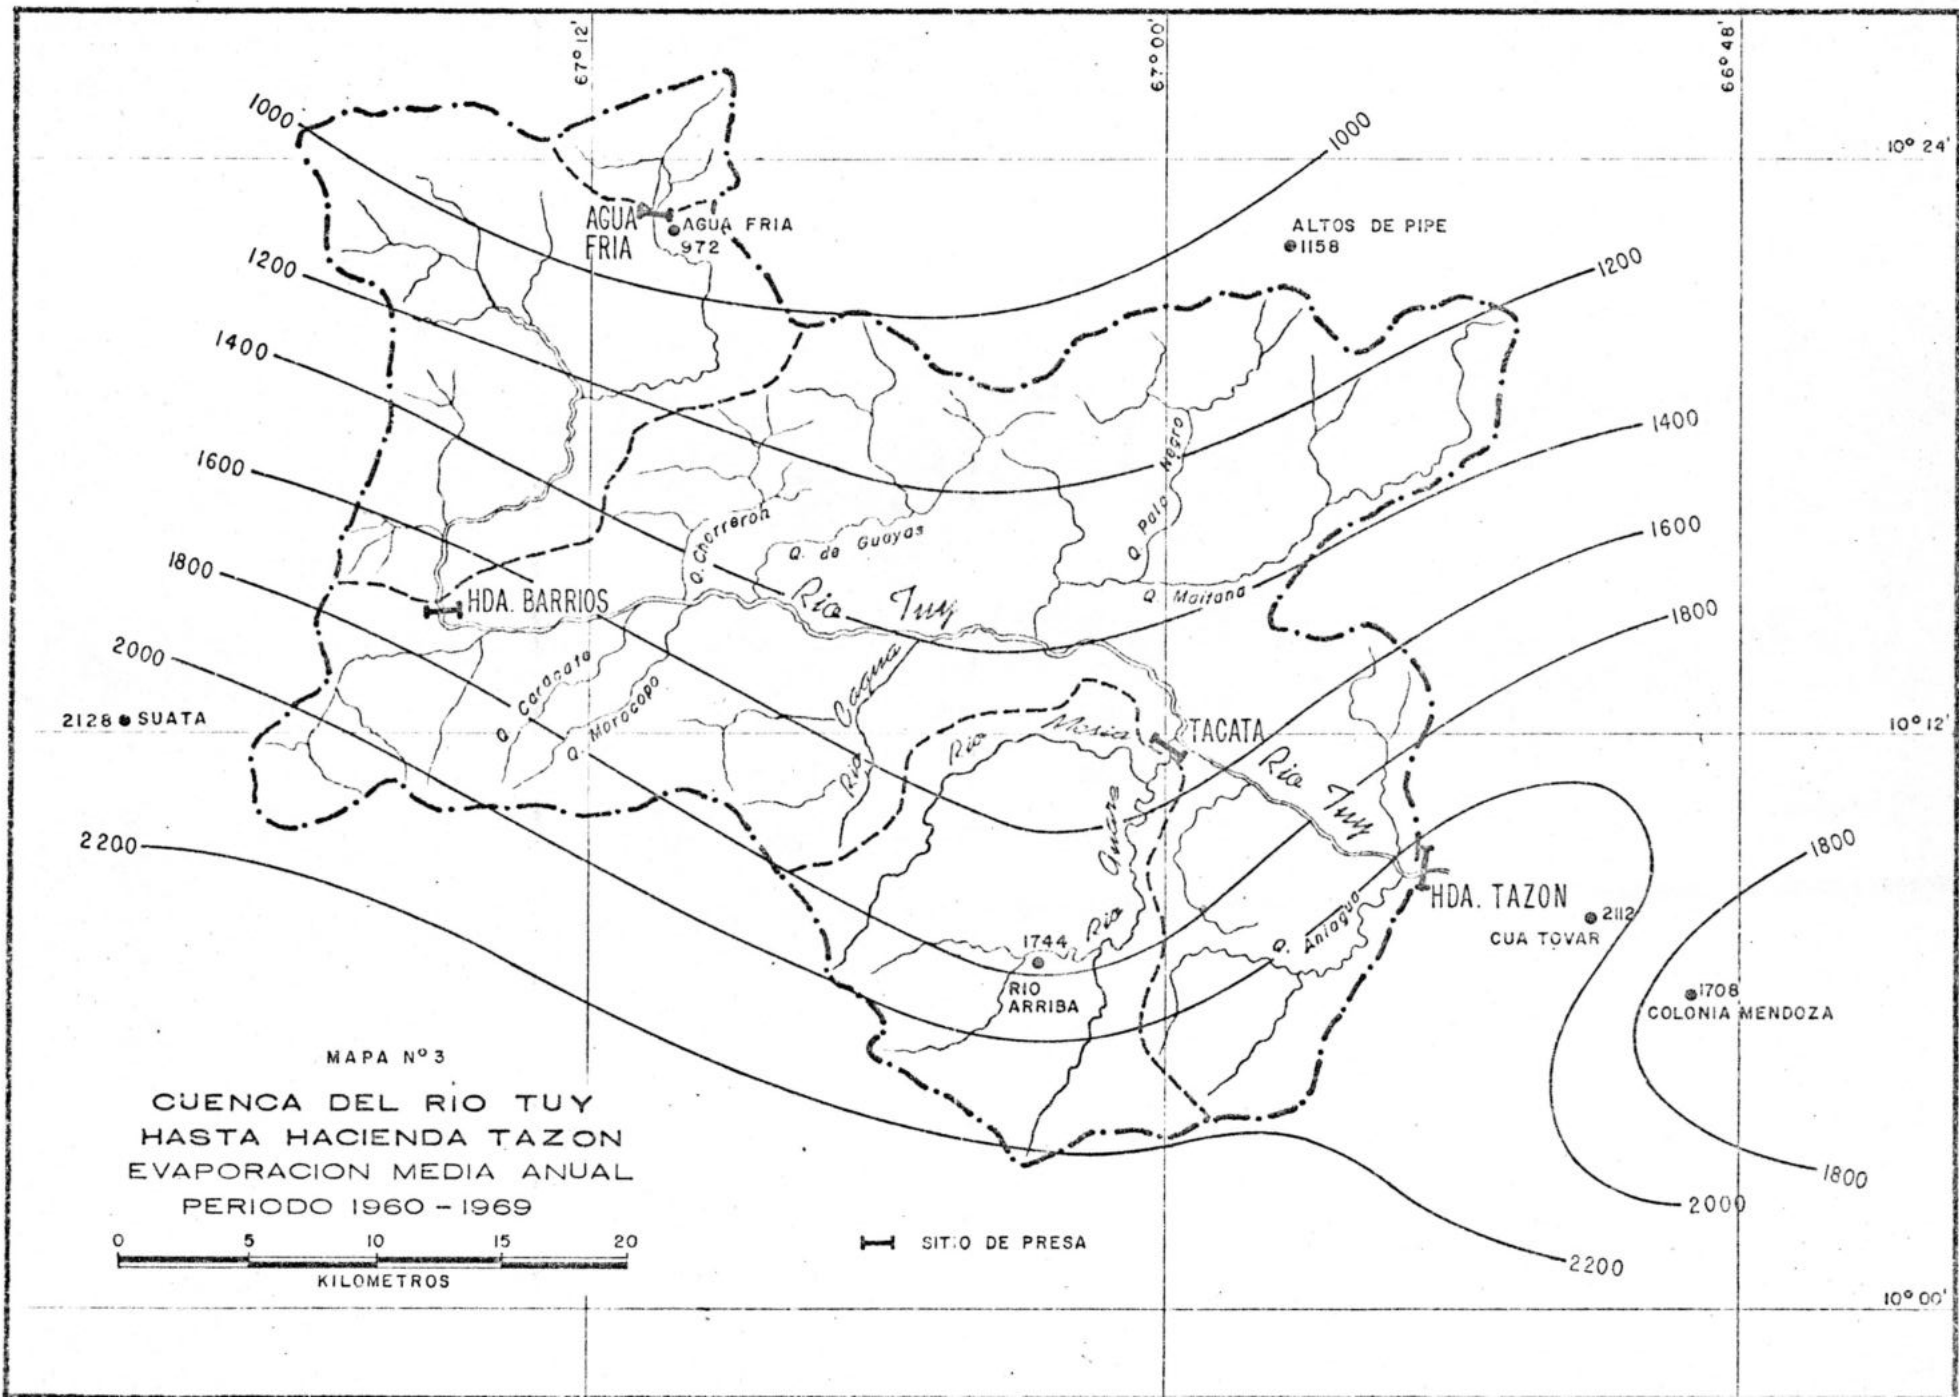 67° 12'
67° 00'
66° 48'
1000
1000
10° 24'
AGUA
FRIA
AGUA FRIA
972
ALTOS DE PIPE
1158
1200
1200
1400
1400
1600
1600
Q. Palo Negro
Q. Chorreron
Q. de Guayas
1800
1800
HDA. BARRIOS
Rio Tuy
Q. Maitana
2000
Q. Caracata
Q. Morocopo
Rio Cagua
2128 SUATA
10° 12'
Rio Mesia
TACATA
Rio Tuy
Rio Guare
2200
1800
HDA. TAZON
2112
CUA TOVAR
Q. Aniagua
1744
RIO
ARRIBA
1708
COLONIA MENDOZA
MAPA N° 3
CUENCA DEL RIO TUY
HASTA HACIENDA TAZON
EVAPORACION MEDIA ANUAL
PERIODO 1960 - 1969
1800
2000
0 5 10 15 20
KILOMETROS
SITIO DE PRESA
2200
10° 00'